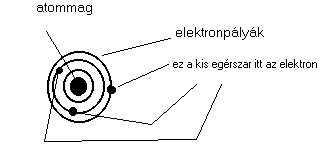 atommag
elektronpályák
ez a kis egérszar itt az elektron